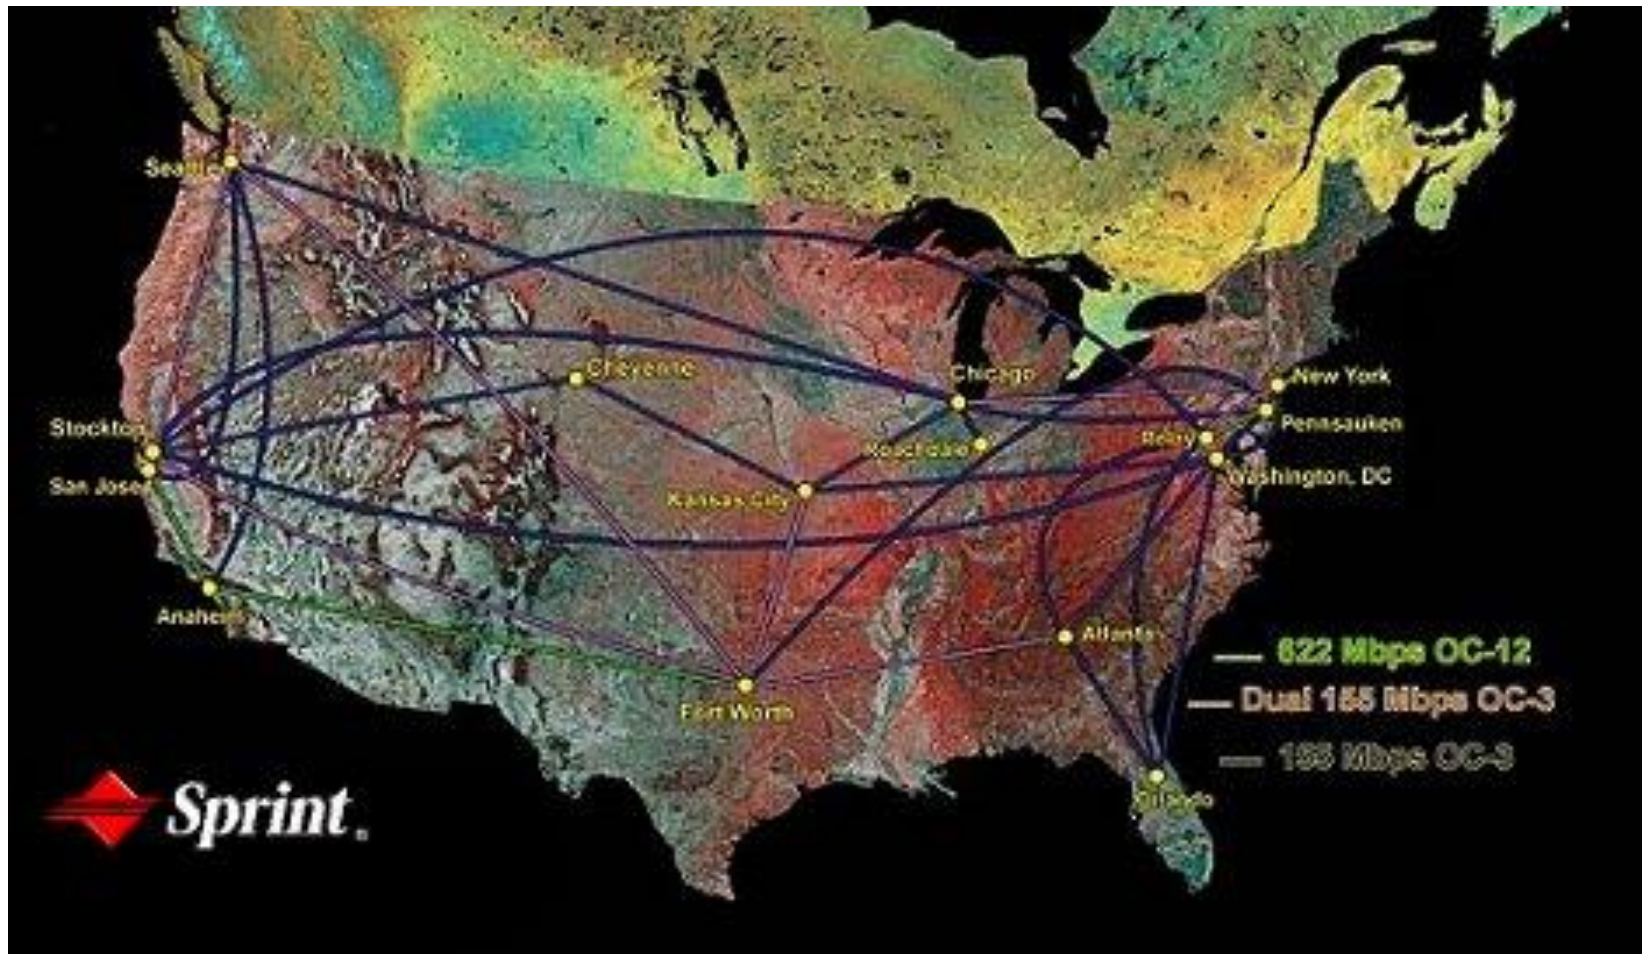 Seattle
Cheyenne
Chicago
New York
Stockton
Pennsauken
Relay
Roachdale
San Jose
Washington, DC
Kansas City
Anaheim
Atlanta
622 Mbps OC-12
Dual 155 Mbps OC-3
Fort Worth
155 Mbps OC-3
Orlando
Sprint